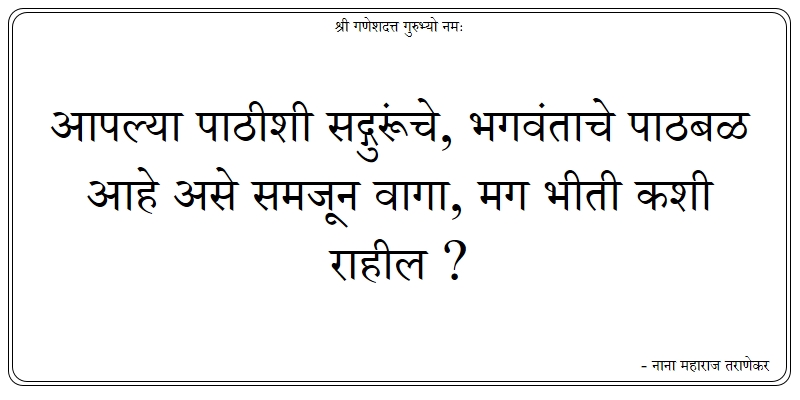 श्री गणेशदत्त गुरुभ्यो नमः
आपल्या पाठीशी सद्गुरूंचे, भगवंताचे पाठबळ
आहे असे समजून वागा, मग भीती कशी
राहील ?
- नाना महाराज तराणेकर